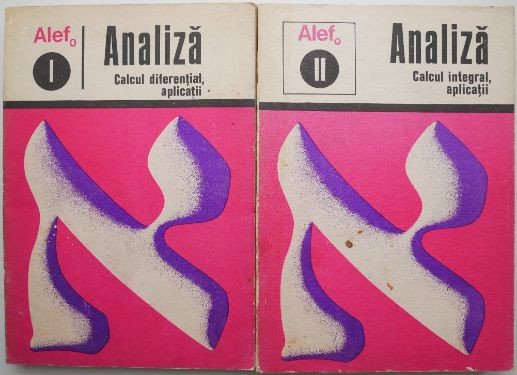 Alef₀
I
Analiză
Calcul diferențial,
aplicații
Alef₀
II
Analiză
Calcul integral,
aplicații
א
א